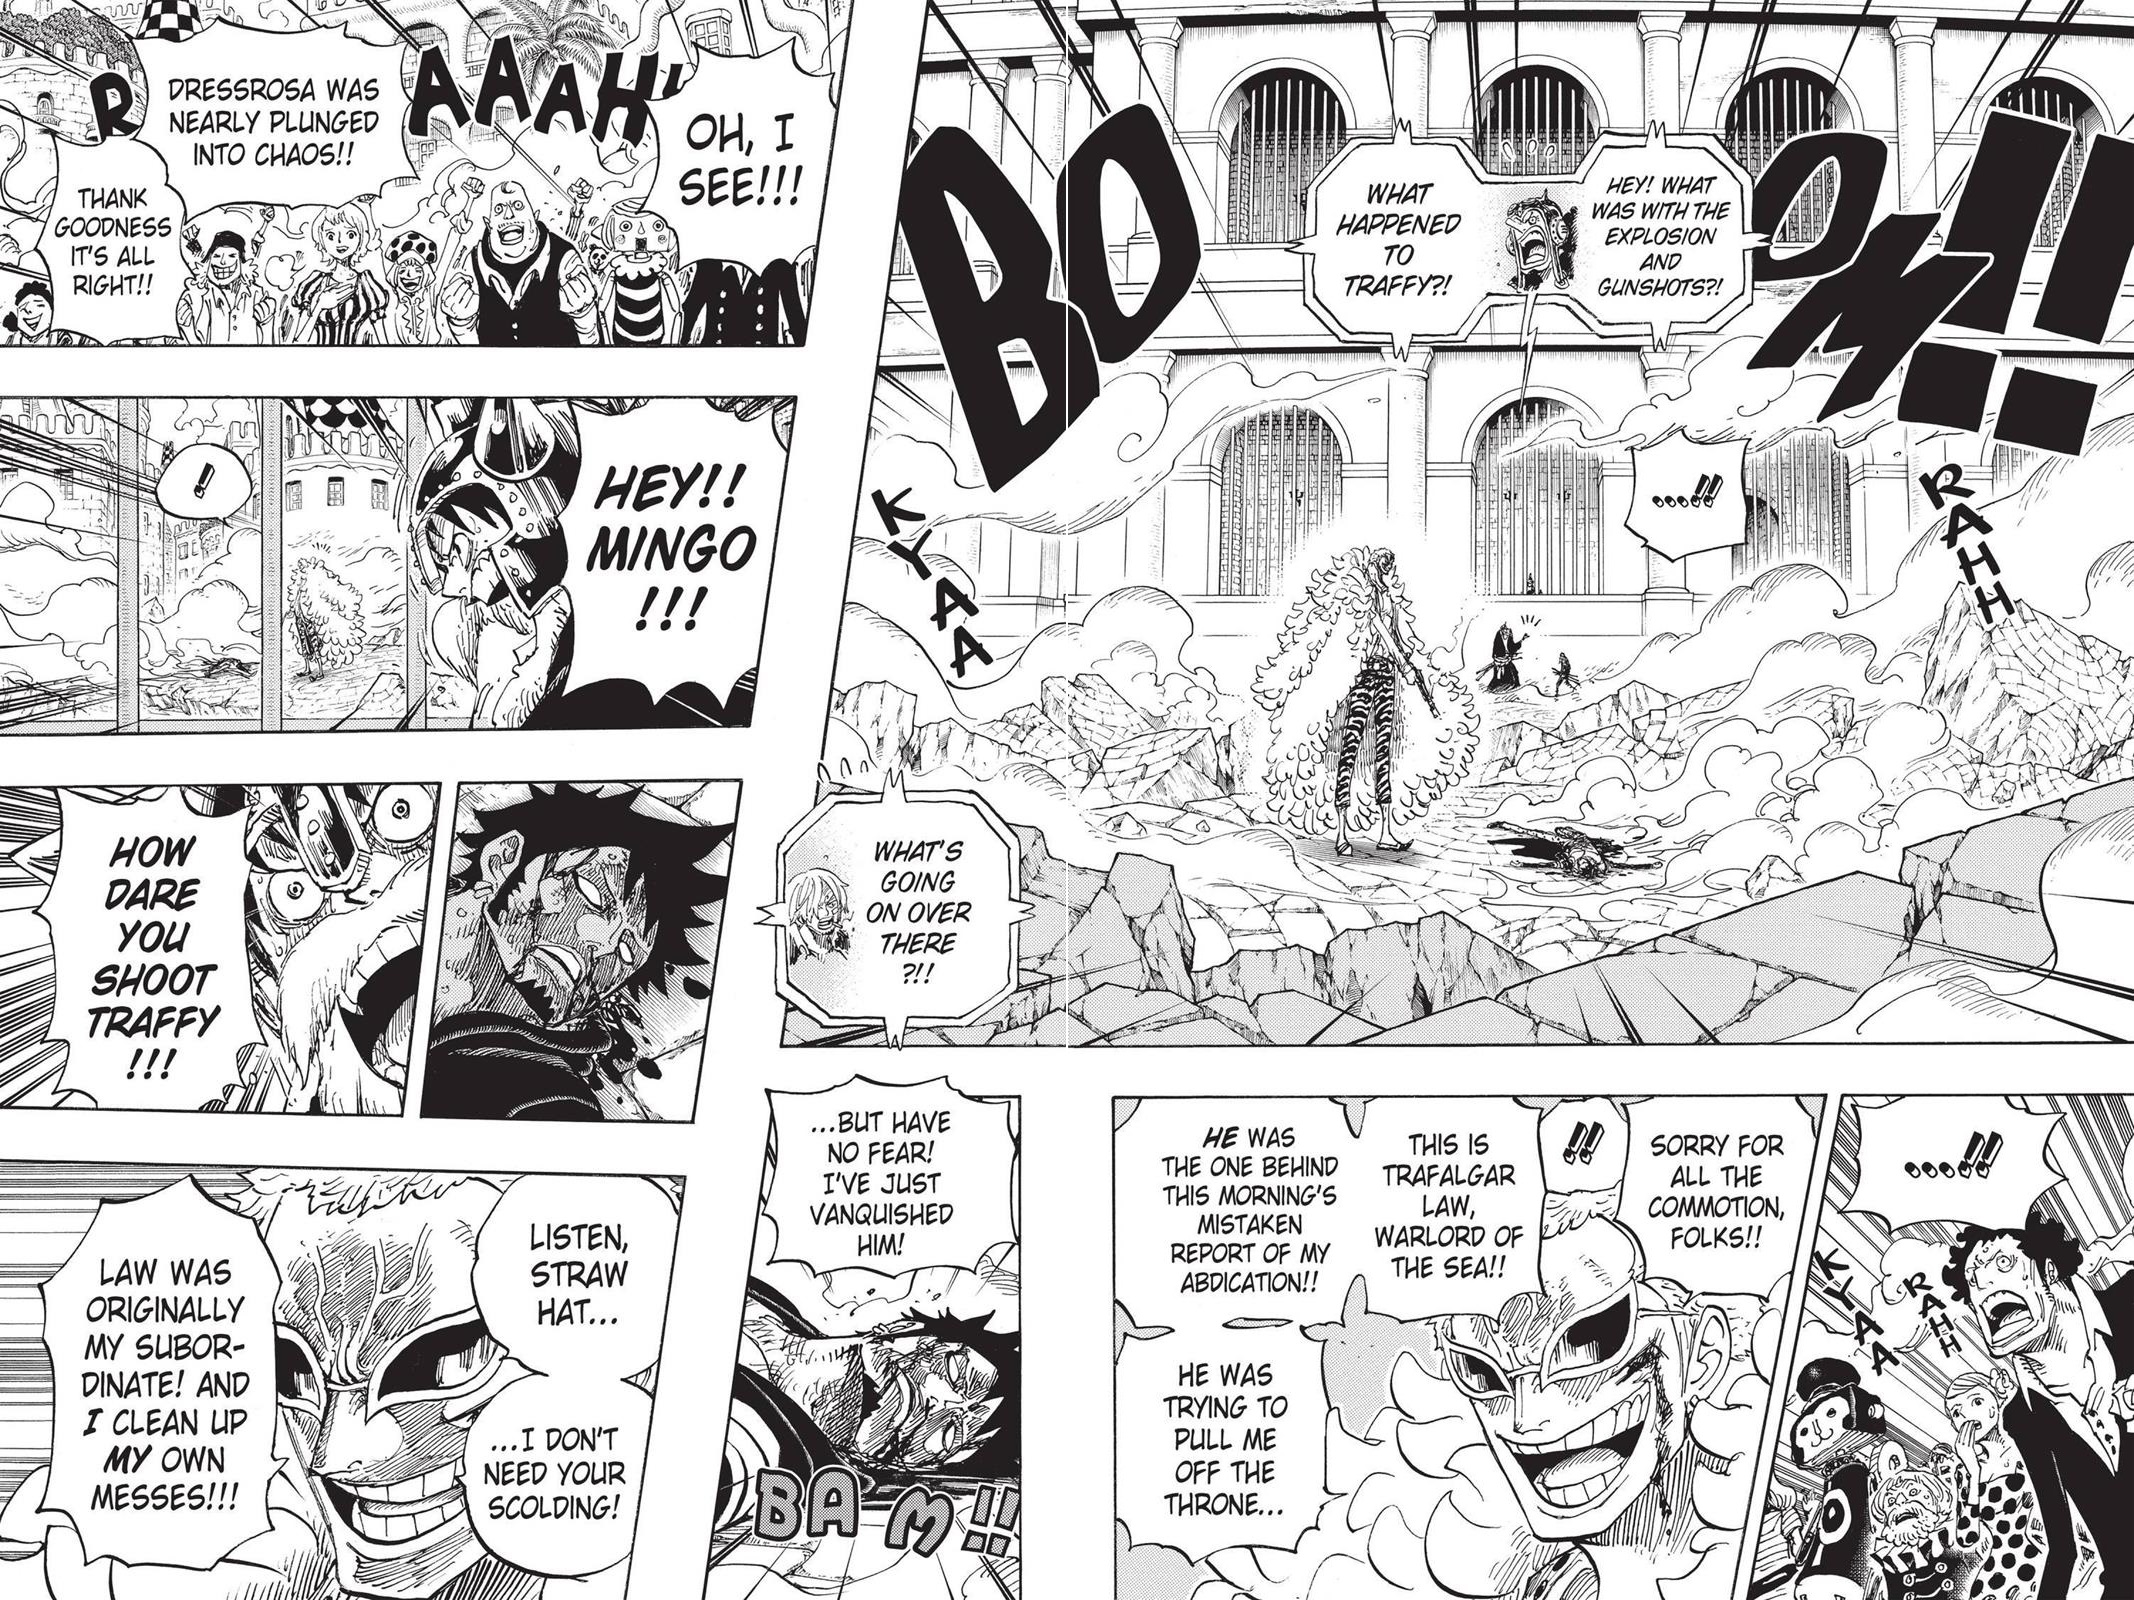 BOOM!!
HEY! WHAT
WAS WITH THE
EXPLOSION
AND
GUNSHOTS?!
WHAT
HAPPENED
TO
TRAFFY?!
....!!
RAHH
KYAA
WHAT'S
GOING
ON OVER
THERE
?!!
....!!
KYAA
RAHH
SORRY FOR
ALL THE
COMMOTION,
FOLKS!!
!!
THIS IS
TRAFALGAR
LAW,
WARLORD OF
THE SEA!!
HE WAS
THE ONE BEHIND
THIS MORNING'S
MISTAKEN
REPORT OF MY
ABDICATION!!
HE WAS
TRYING TO
PULL ME
OFF THE
THRONE...
...BUT HAVE
NO FEAR!
I'VE JUST
VANQUISHED
HIM!
BAM!!
OH, I
SEE!!!
RAAAH!
DRESSROSA WAS
NEARLY PLUNGED
INTO CHAOS!!
THANK
GOODNESS
IT'S ALL
RIGHT!!
HEY!!
MINGO
!!!
!
HOW
DARE
YOU
SHOOT
TRAFFY
!!!
LISTEN,
STRAW
HAT...
...I DON'T
NEED YOUR
SCOLDING!
LAW WAS
ORIGINALLY
MY SUBOR-
DINATE! AND
I CLEAN UP
MY OWN
MESSES!!!